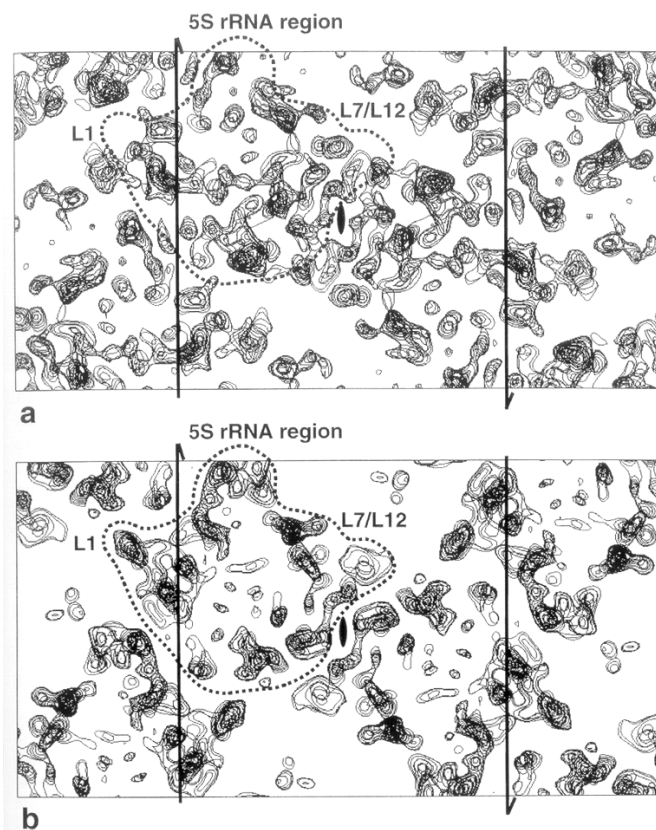 5S rRNA region
L1
L7/L12
a
5S rRNA region
L1
L7/L12
b